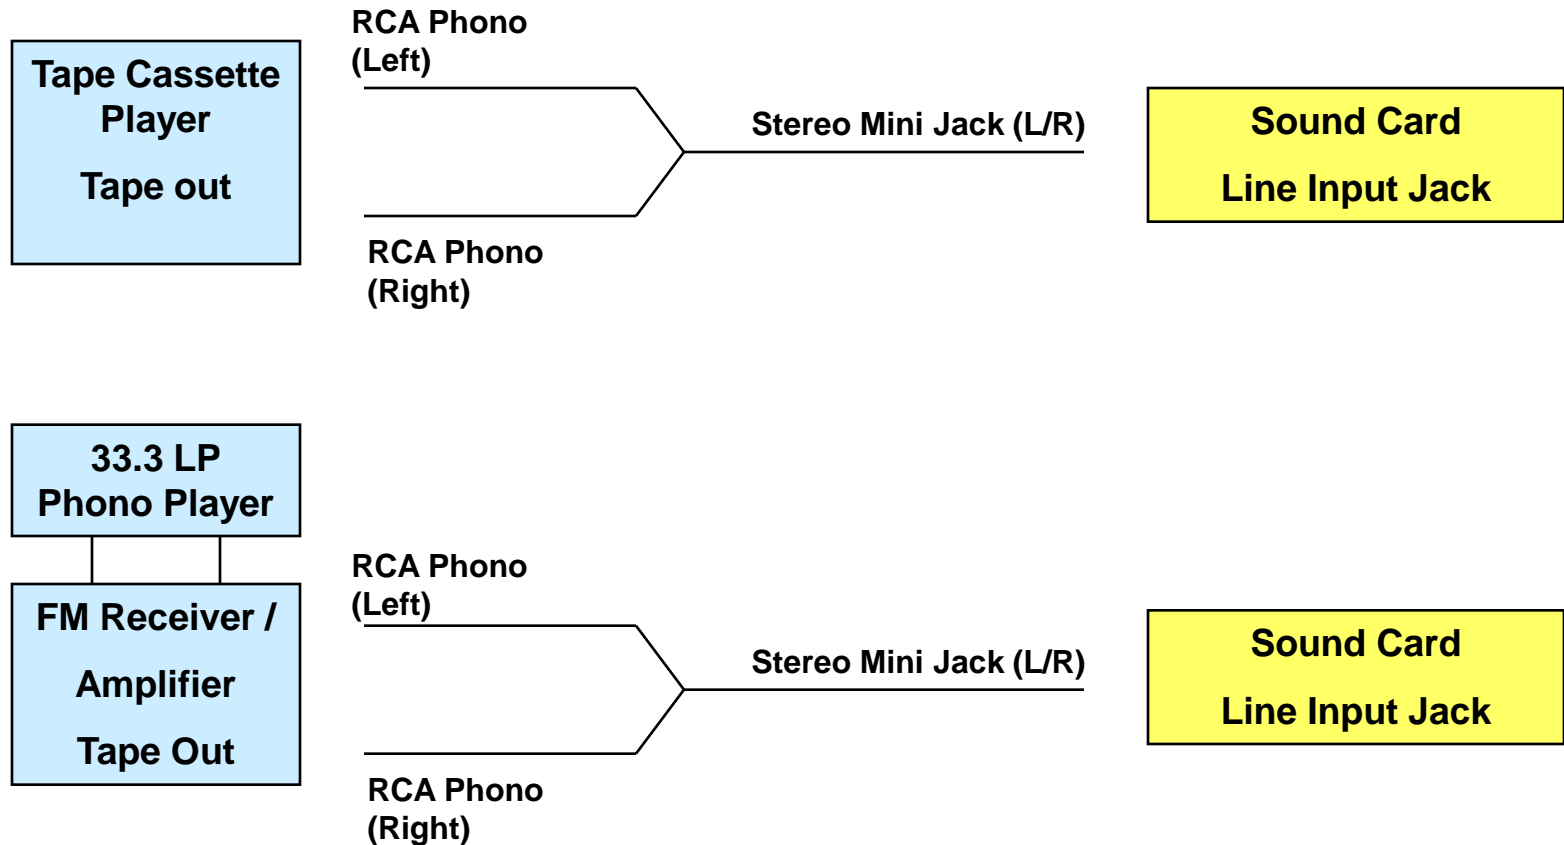 RCA Phono
(Left)
Tape Cassette
Player
Tape out
Stereo Mini Jack (L/R)
Sound Card
Line Input Jack
RCA Phono
(Right)
33.3 LP
Phono Player
FM Receiver /
Amplifier
Tape Out
RCA Phono
(Left)
Stereo Mini Jack (L/R)
Sound Card
Line Input Jack
RCA Phono
(Right)